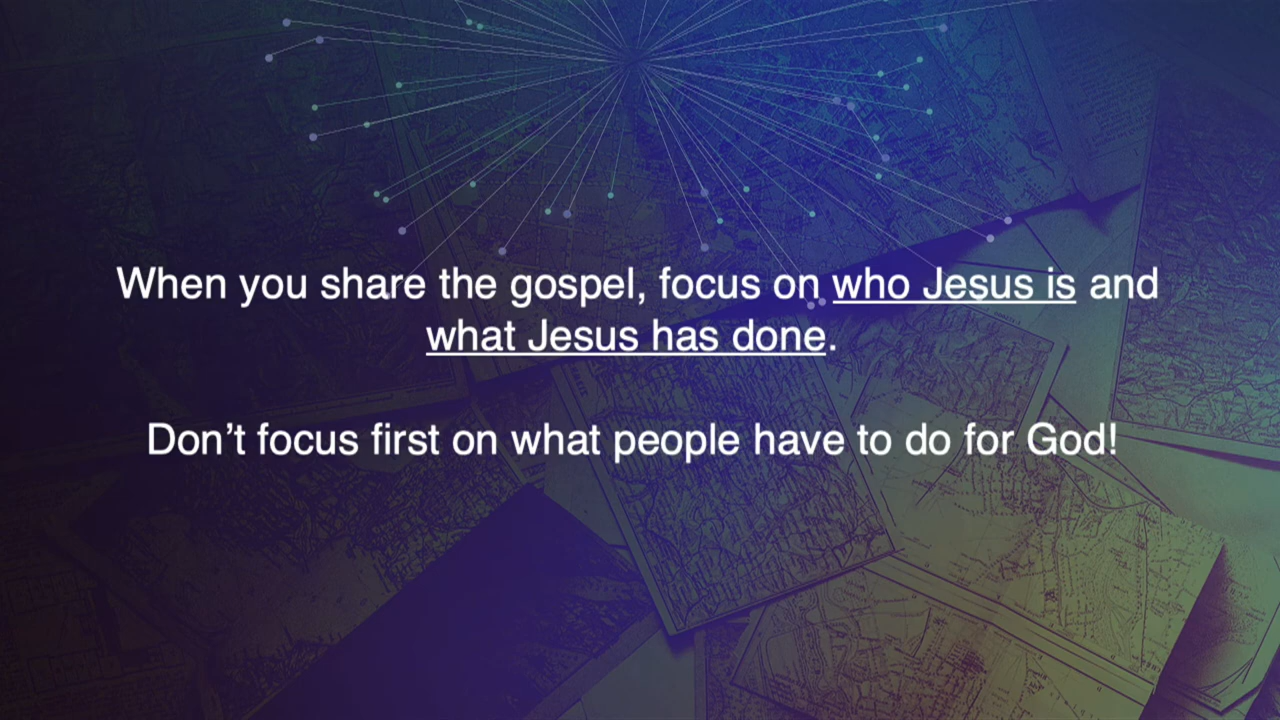 When you share the gospel, focus on who Jesus is and
what Jesus has done.
Don’t focus first on what people have to do for God!